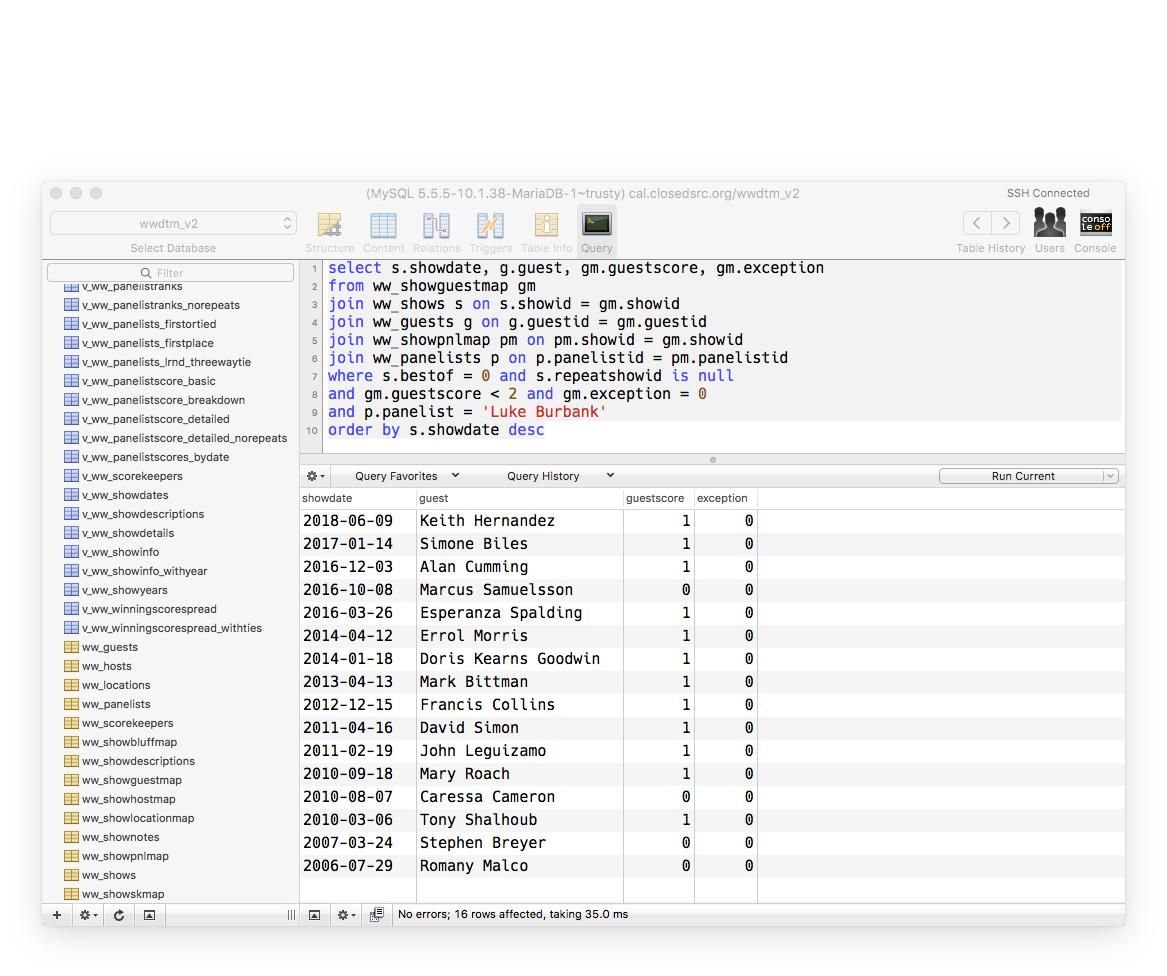 (MySQL 5.5.5-10.1.38-MariaDB-1~trusty) cal.closedsrc.org/wwdtm_v2
SSH Connected
wwdtm_v2
Select Database
Structure Content Relations Triggers Table Info Query
Table History Users Console
conso
le off
Filter
v_ww_panelistranks
v_ww_panelistranks_norepeats
v_ww_panelists_firstortied
v_ww_panelists_firstplace
v_ww_panelists_lrnd_threewaytie
v_ww_panelistscore_basic
v_ww_panelistscore_breakdown
v_ww_panelistscore_detailed
v_ww_panelistscore_detailed_norepeats
v_ww_panelistscores_bydate
v_ww_scorekeepers
v_ww_showdates
v_ww_showdescriptions
v_ww_showdetails
v_ww_showinfo
v_ww_showinfo_withyear
v_ww_showyears
v_ww_winningscorespread
v_ww_winningscorespread_withties
ww_guests
ww_hosts
ww_locations
ww_panelists
ww_scorekeepers
ww_showbluffmap
ww_showdescriptions
ww_showguestmap
ww_showhostmap
ww_showlocationmap
ww_shownotes
ww_showpnlmap
ww_shows
ww_showskmap
1 select s.showdate, g.guest, gm.guestscore, gm.exception
2 from ww_showguestmap gm
3 join ww_shows s on s.showid = gm.showid
4 join ww_guests g on g.guestid = gm.guestid
5 join ww_showpnlmap pm on pm.showid = gm.showid
6 join ww_panelists p on p.panelistid = pm.panelistid
7 where s.bestof = 0 and s.repeatshowid is null
8 and gm.guestscore < 2 and gm.exception = 0
9 and p.panelist = 'Luke Burbank'
10 order by s.showdate desc
Query Favorites Query History Run Current
showdate guest guestscore exception
2018-06-09 Keith Hernandez 1 0
2017-01-14 Simone Biles 1 0
2016-12-03 Alan Cumming 1 0
2016-10-08 Marcus Samuelsson 0 0
2016-03-26 Esperanza Spalding 1 0
2014-04-12 Errol Morris 1 0
2014-01-18 Doris Kearns Goodwin 1 0
2013-04-13 Mark Bittman 1 0
2012-12-15 Francis Collins 1 0
2011-04-16 David Simon 1 0
2011-02-19 John Leguizamo 1 0
2010-09-18 Mary Roach 1 0
2010-08-07 Caressa Cameron 0 0
2010-03-06 Tony Shalhoub 1 0
2007-03-24 Stephen Breyer 0 0
2006-07-29 Romany Malco 0 0
No errors; 16 rows affected, taking 35.0 ms